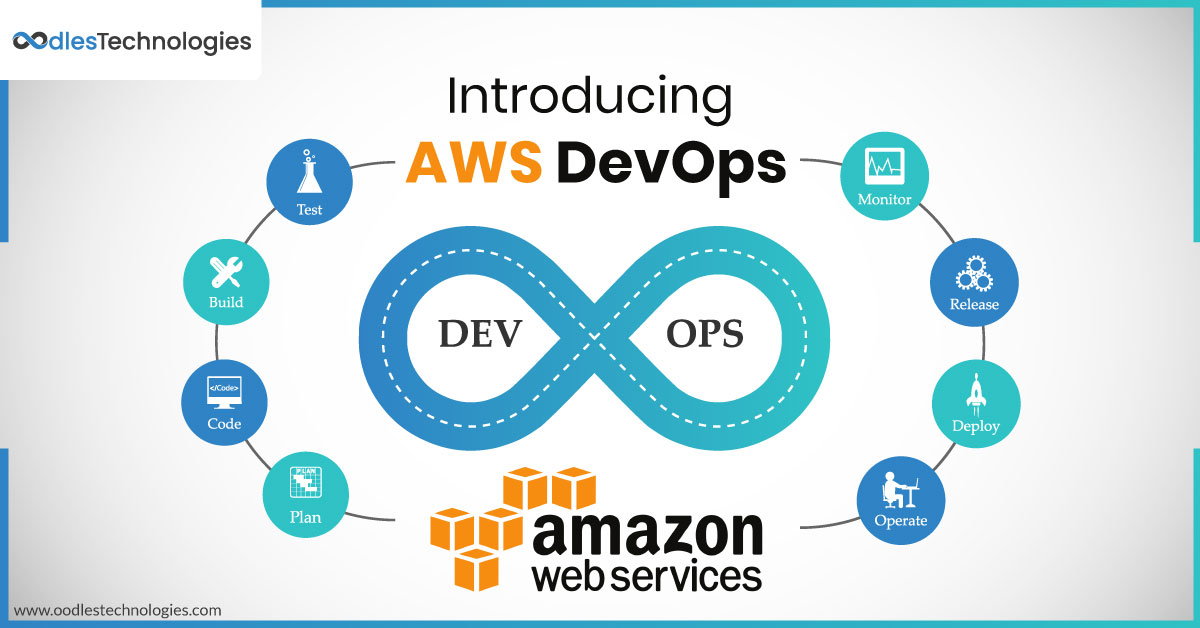 oodlesTechnologies
Introducing
AWS DevOps
Test
Monitor
Build
Release
DEV
OPS
</Code>
Code
Deploy
PLAN
Plan
Operate
amazon
web services
www.oodlestechnologies.com